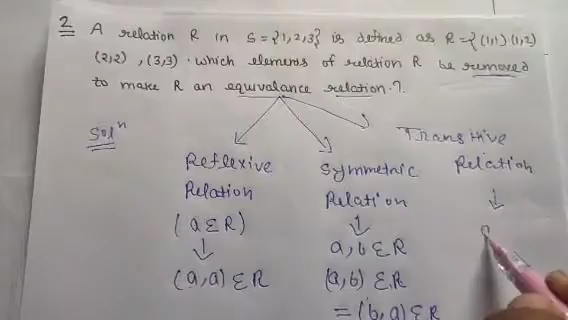 2 A relation R in S = {1, 2, 3} is defined as R = { (1,1) (1,2)
(2,2) , (3,3) . which elements of relation R be removed
to make R an equivalance relation.?
Solⁿ
Reflexive Relation
(a Ɛ R)
↓
(a, a) Ɛ R
Symmetric Relation
↓
a, b Ɛ R
(a, b) Ɛ R
= (b, a) Ɛ R
Transitive Relation
↓